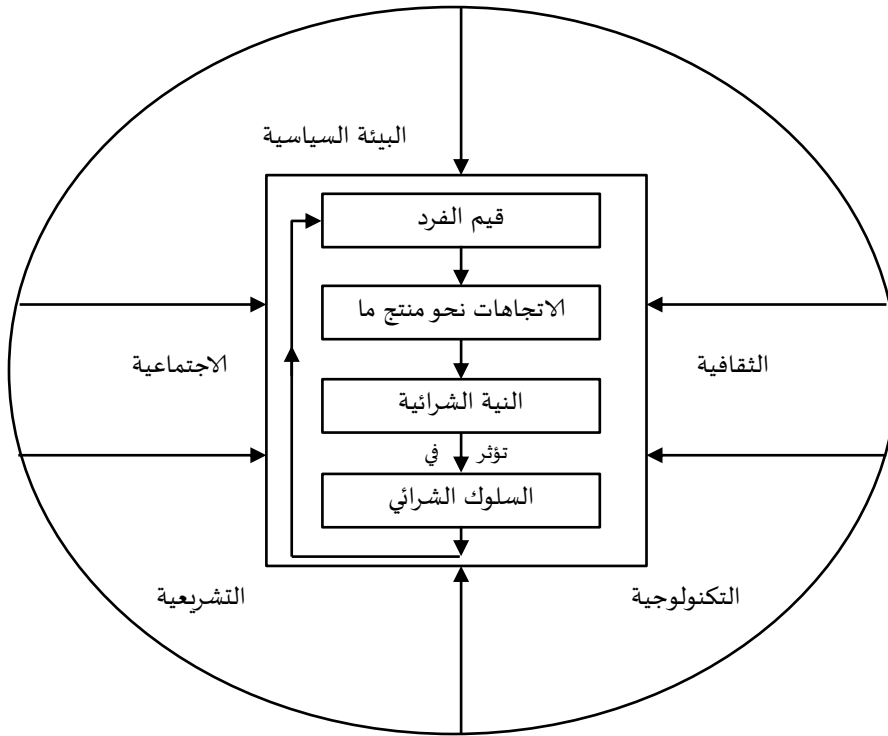 البيئة السياسية
قيم الفرد
الاتجاهات نحو منتج ما
الثقافية
الاجتماعية
النية الشرائية
تؤثر في
السلوك الشرائي
التكنولوجية
التشريعية